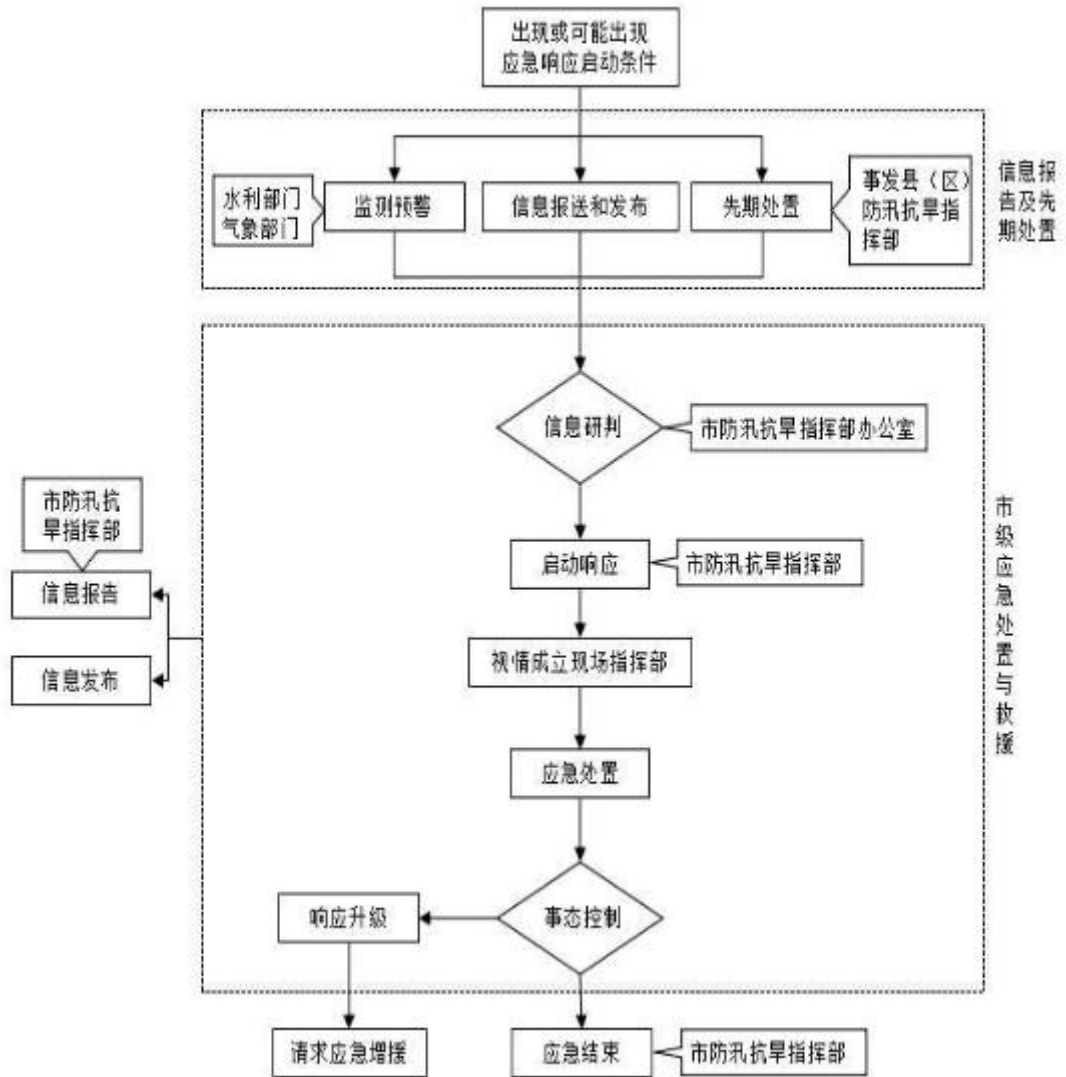 出现或可能出现
应急响应启动条件
水利部门
气象部门
监测预警
信息报送和发布
先期处置
事发县（区）
防汛抗旱指
挥部
信息报
告及先
期处置
信息研判
市防汛抗旱指挥部办公室
市防汛抗
旱指挥部
信息报告
信息发布
启动响应
市防汛抗旱指挥部
视情成立现场指挥部
应急处置
市级应急处置与救援
响应升级
事态控制
请求应急增援
应急结束
市防汛抗旱指挥部